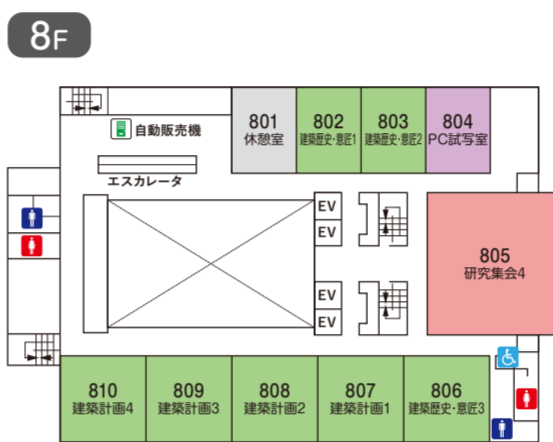 8F
自動販売機
エスカレータ
801
休憩室
802
建築歴史・意匠1
803
建築歴史・意匠2
804
PC試写室
EV
EV
EV
EV
805
研究集会4
810
建築計画4
809
建築計画3
808
建築計画2
807
建築計画1
806
建築歴史・意匠3